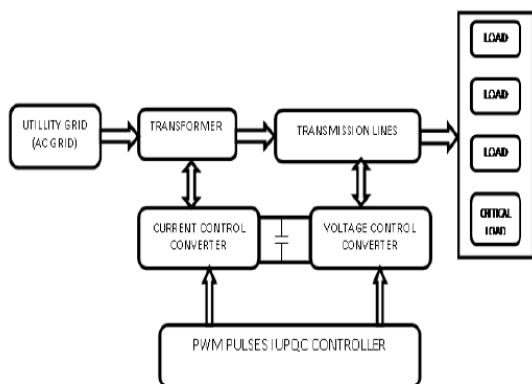 UTILLITY GRID
(AC GRID)
TRANSFORMER
TRANSMISSION LINES
LOAD
LOAD
LOAD
CRITICAL
LOAD
CURRENT CONTROL
CONVERTER
VOLTAGE CONTROL
CONVERTER
PWM PULSES IUPQC CONTROLLER